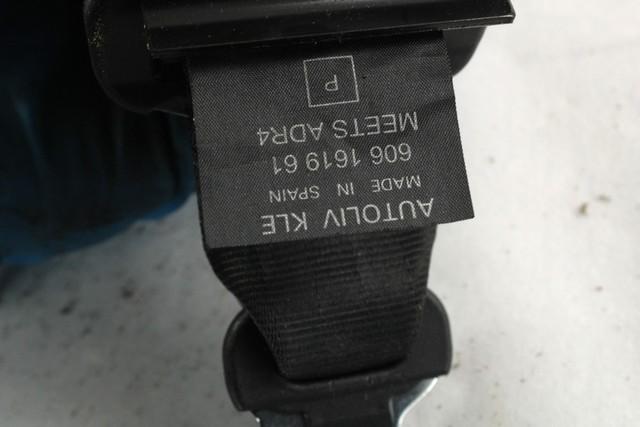 AUTOLIV KLE
MADE IN SPAIN
606 1619 61
MEETS ADR4
P